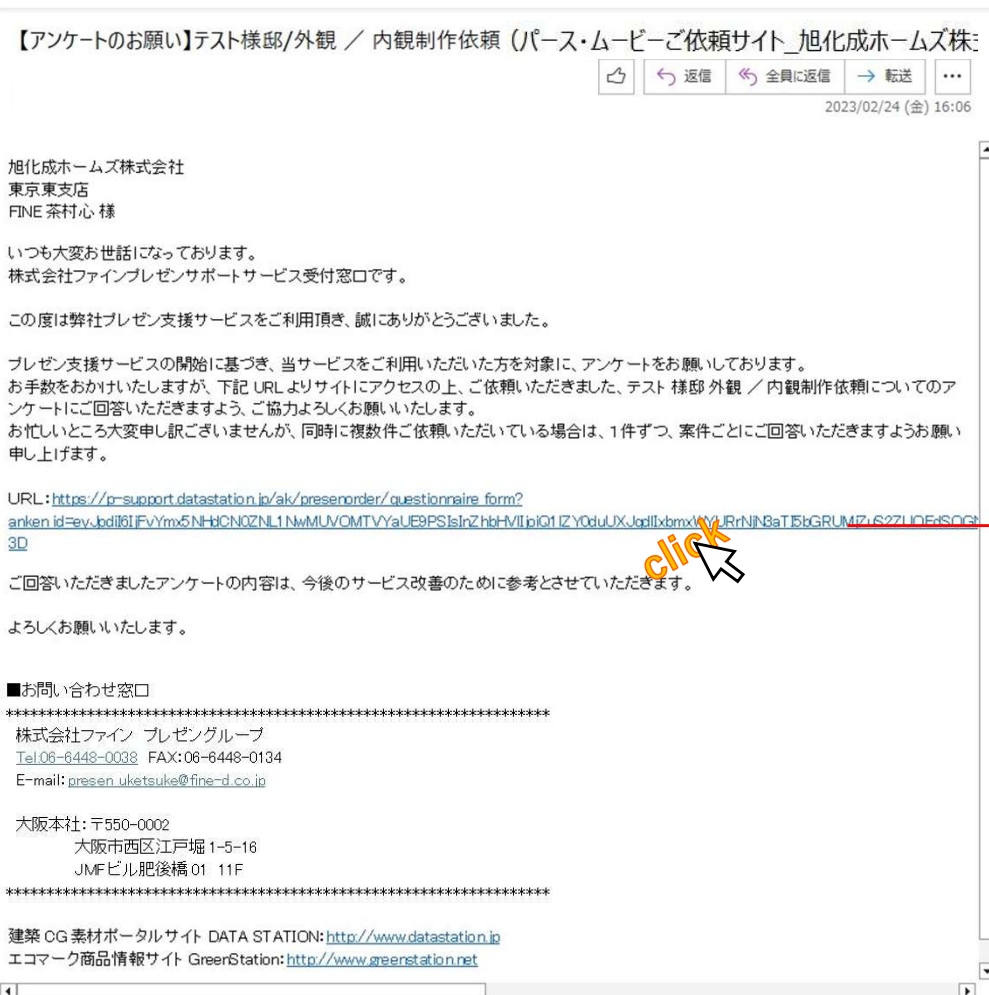 【アンケートのお願い】テスト様邸/外観 ／ 内観制作依頼（パース・ムービーご依頼サイト_旭化成ホームズ株
返信 全員に返信 転送 …
2023/02/24 (金) 16:06
旭化成ホームズ株式会社
東京東支店
FINE 茶村心 様
いつも大変お世話になっております。
株式会社ファインプレゼンサポートサービス受付窓口です。
この度は弊社プレゼン支援サービスをご利用頂き、誠にありがとうございました。
プレゼン支援サービスの開始に基づき、当サービスをご利用いただいた方を対象に、アンケートをお願いしております。
お手数をおかけいたしますが、下記 URL よりサイトにアクセスの上、ご依頼いただきました、テスト 様邸 外観 ／ 内観制作依頼についてのア
ンケートにご回答いただきますよう、ご協力よろしくお願いいたします。
お忙しいところ大変申し訳ございませんが、同時に複数件ご依頼いただいている場合は、1件ずつ、案件ごとにご回答いただきますようお願い
申し上げます。
URL：https://p-support.datastation.jp/ak/presenorder/questionnaire_form?
3D
click
ご回答いただきましたアンケートの内容は、今後のサービス改善のために参考とさせていただきます。
よろしくお願いいたします。
■お問い合わせ窓口
********************************************************************
株式会社ファイン プレゼングループ
Tel.06-6448-0038 FAX：06-6448-0134
E-mail：presen_uketsuke@fine-d.co.jp
大阪本社：〒550-0002
大阪市西区江戸堀 1-5-16
JMFビル肥後橋 01 11F
********************************************************************
建築 CG 素材ポータルサイト DATA STATION：http://www.datastation.jp
エコマーク商品情報サイト GreenStation：http://www.greenstation.net